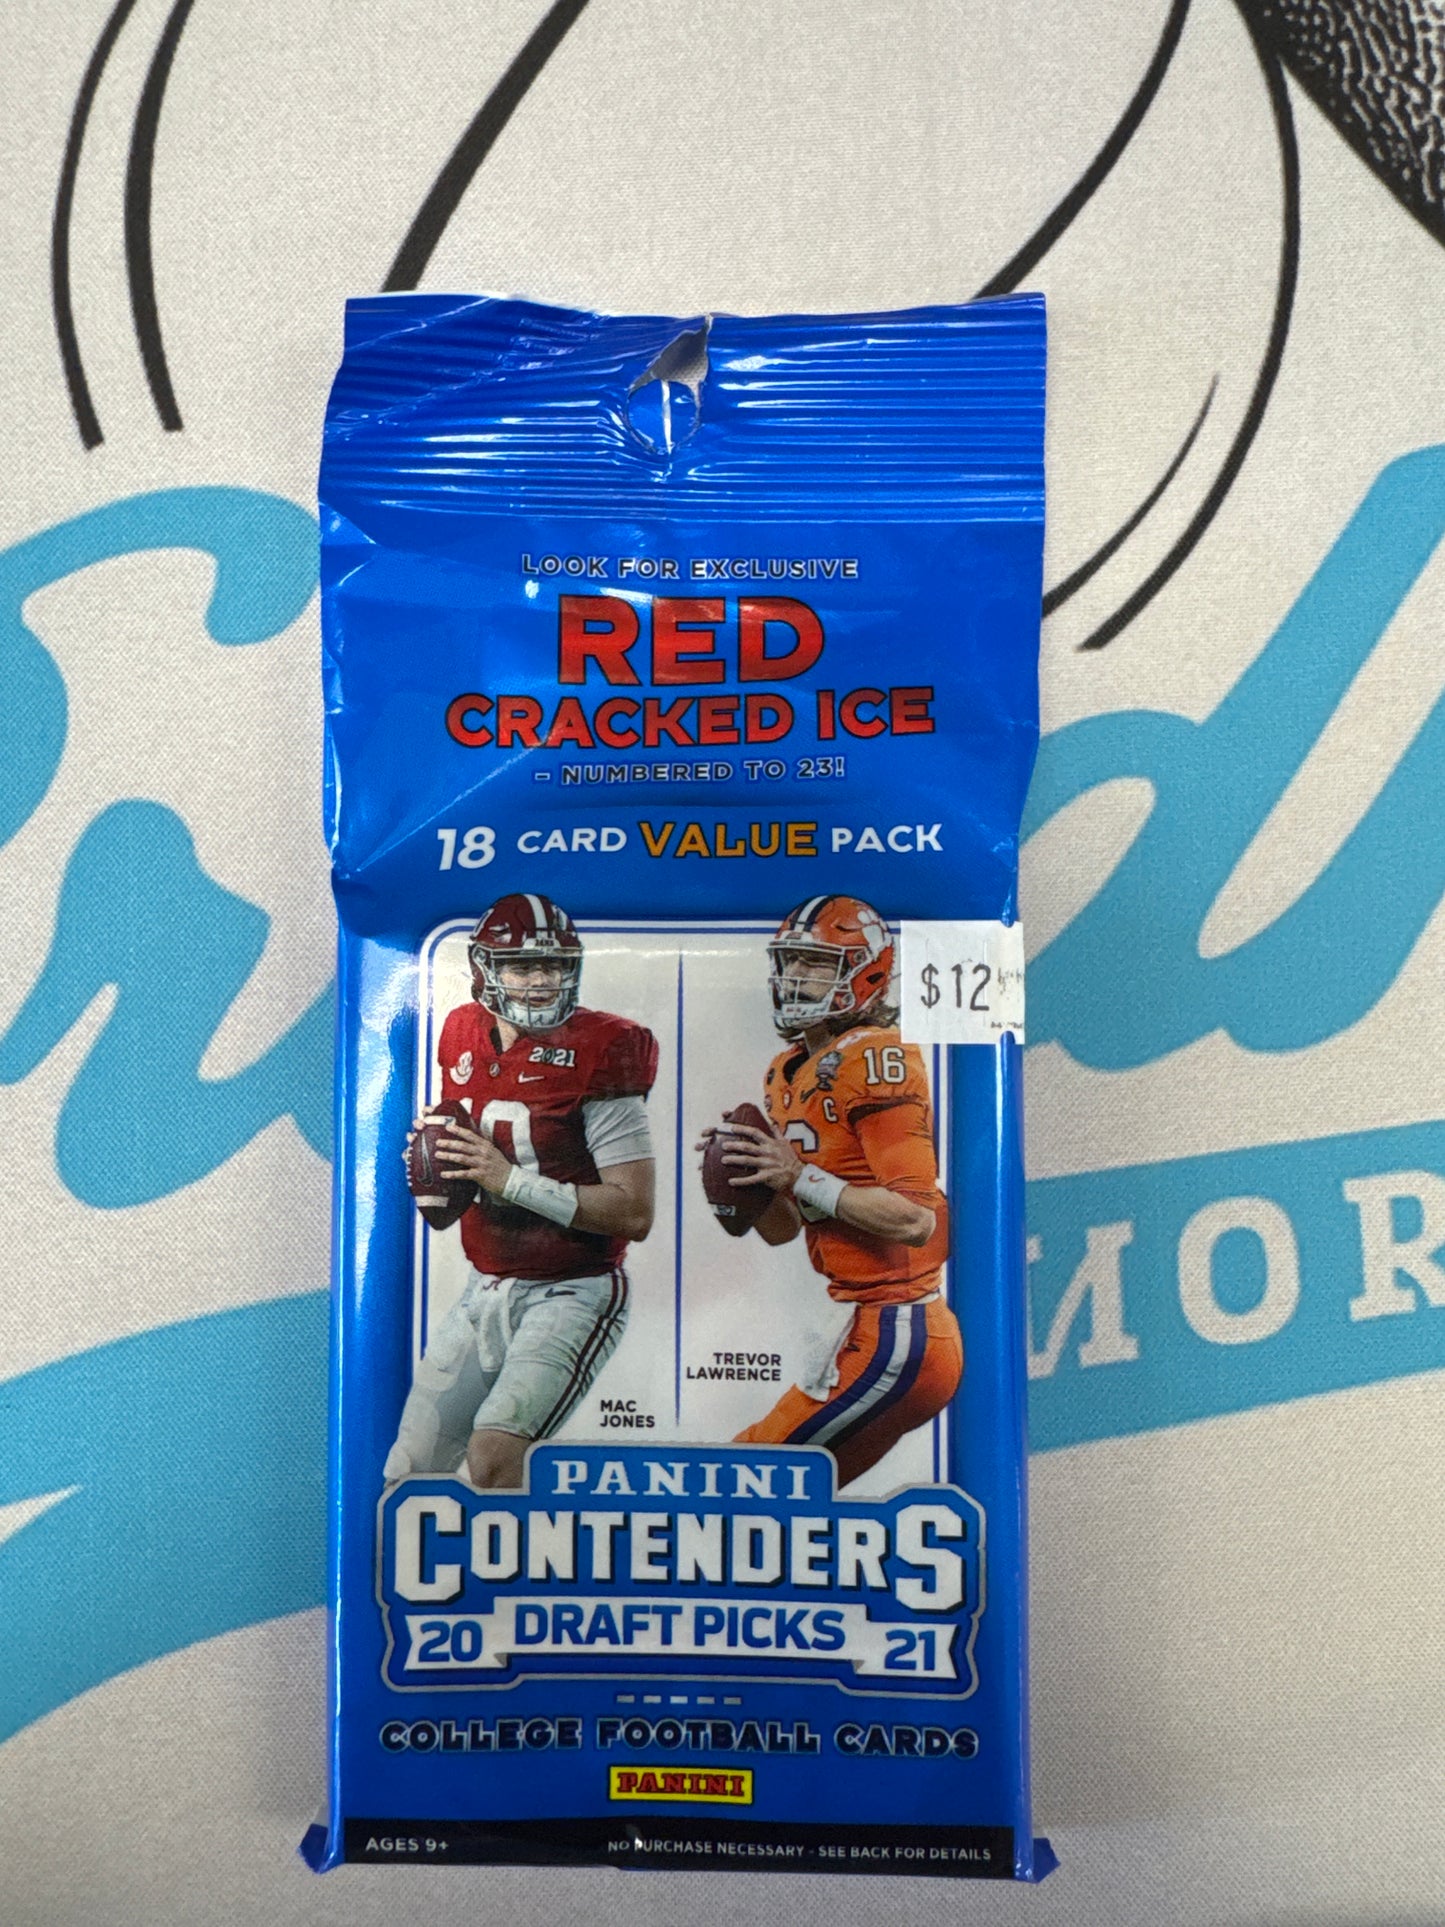 LOOK FOR EXCLUSIVE
RED
CRACKED ICE
- NUMBERED TO 23!
18 CARD VALUE PACK
$12
2021
10
16
C
TREVOR
LAWRENCE
MAC
JONES
PANINI
CONTENDERS
20 DRAFT PICKS 21
COLLEGE FOOTBALL CARDS
PANINI
AGES 9+
NO PURCHASE NECESSARY - SEE BACK FOR DETAILS